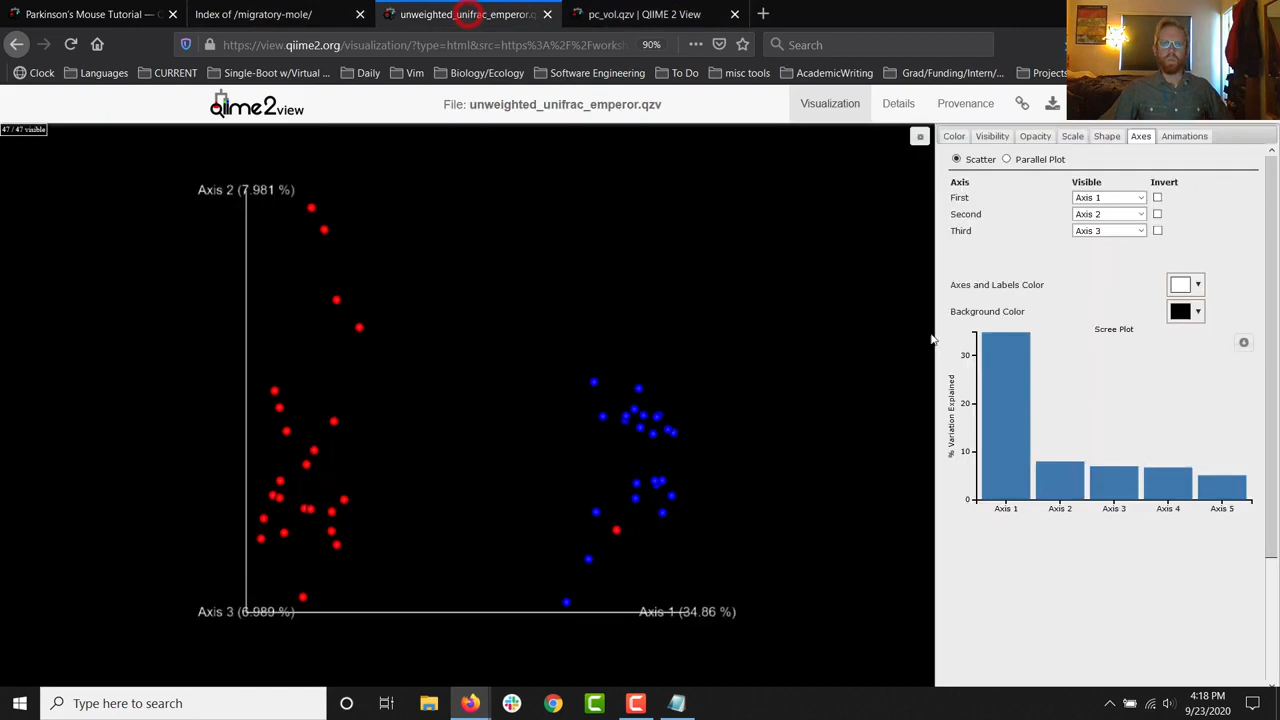 Parkinson's Mouse Tutorial — C
Index of /migratory-mole/
unweighted_unifrac_emperor.q
pc_vol.qzv | QIIME 2 View
https://view.qiime2.org/visualization/?type=html&src=https%3A%2F%2Fworksh
90%
Search
Clock
Languages
CURRENT
Single-Boot w/Virtual ...
Daily
Vim
Biology/Ecology
Software Engineering
To Do
misc tools
AcademicWriting
Grad/Funding/Intern/...
Projects
qiime2view
File: unweighted_unifrac_emperor.qzv
Visualization
Details
Provenance
47 / 47 visible
Color
Visibility
Opacity
Scale
Shape
Axes
Animations
Scatter
Parallel Plot
Axis
Visible
Invert
First
Axis 1
Second
Axis 2
Third
Axis 3
Axes and Labels Color
Background Color
Scree Plot
% Variation Explained
30
20
10
0
Axis 1
Axis 2
Axis 3
Axis 4
Axis 5
Axis 2 (7.981 %)
Axis 3 (6.989 %)
Axis 1 (34.86 %)
Type here to search
4:18 PM
9/23/2020